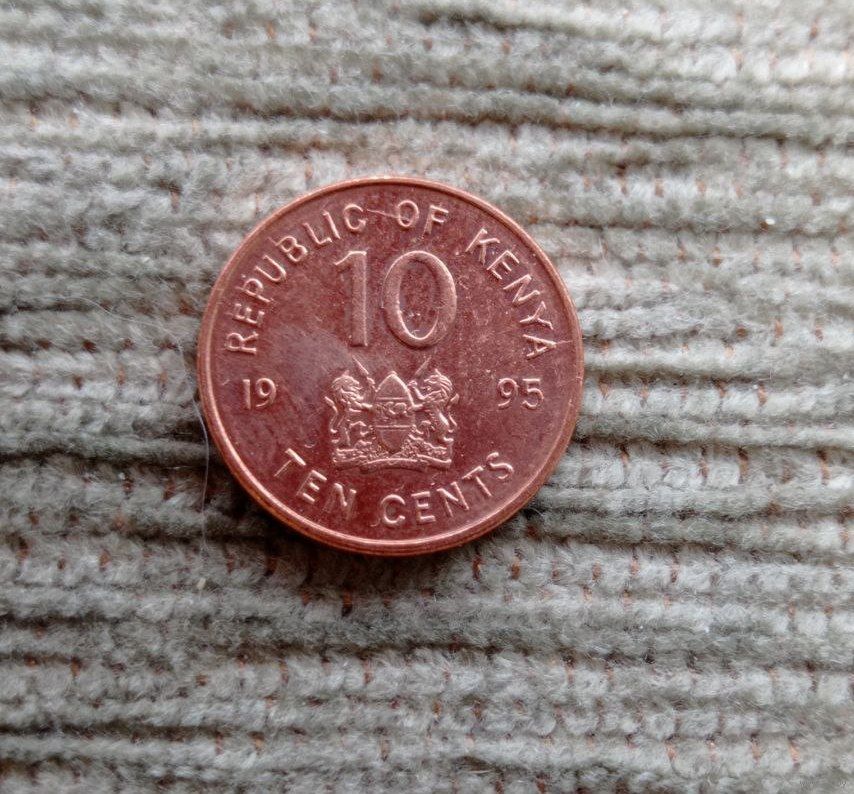 REPUBLIC OF KENYA
10
19 95
TEN CENTS